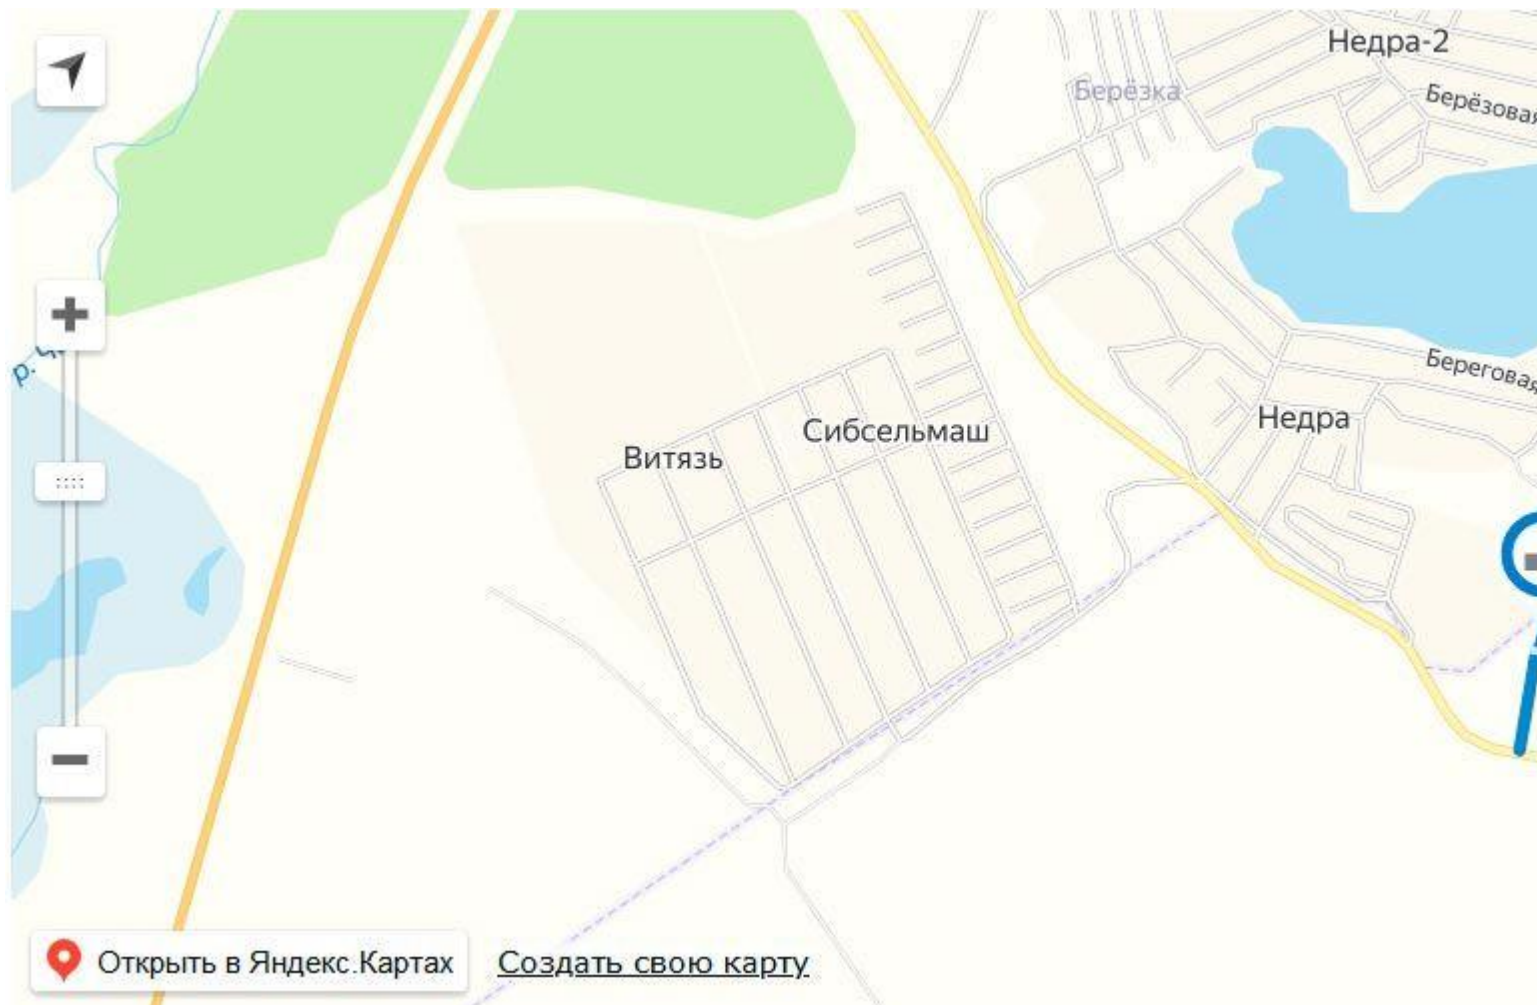 Недра-2
Берёзка
Берёзовая
р.
Береговая
Недра
Сибсельмаш
Витязь
Открыть в Яндекс.Картах
Создать свою карту